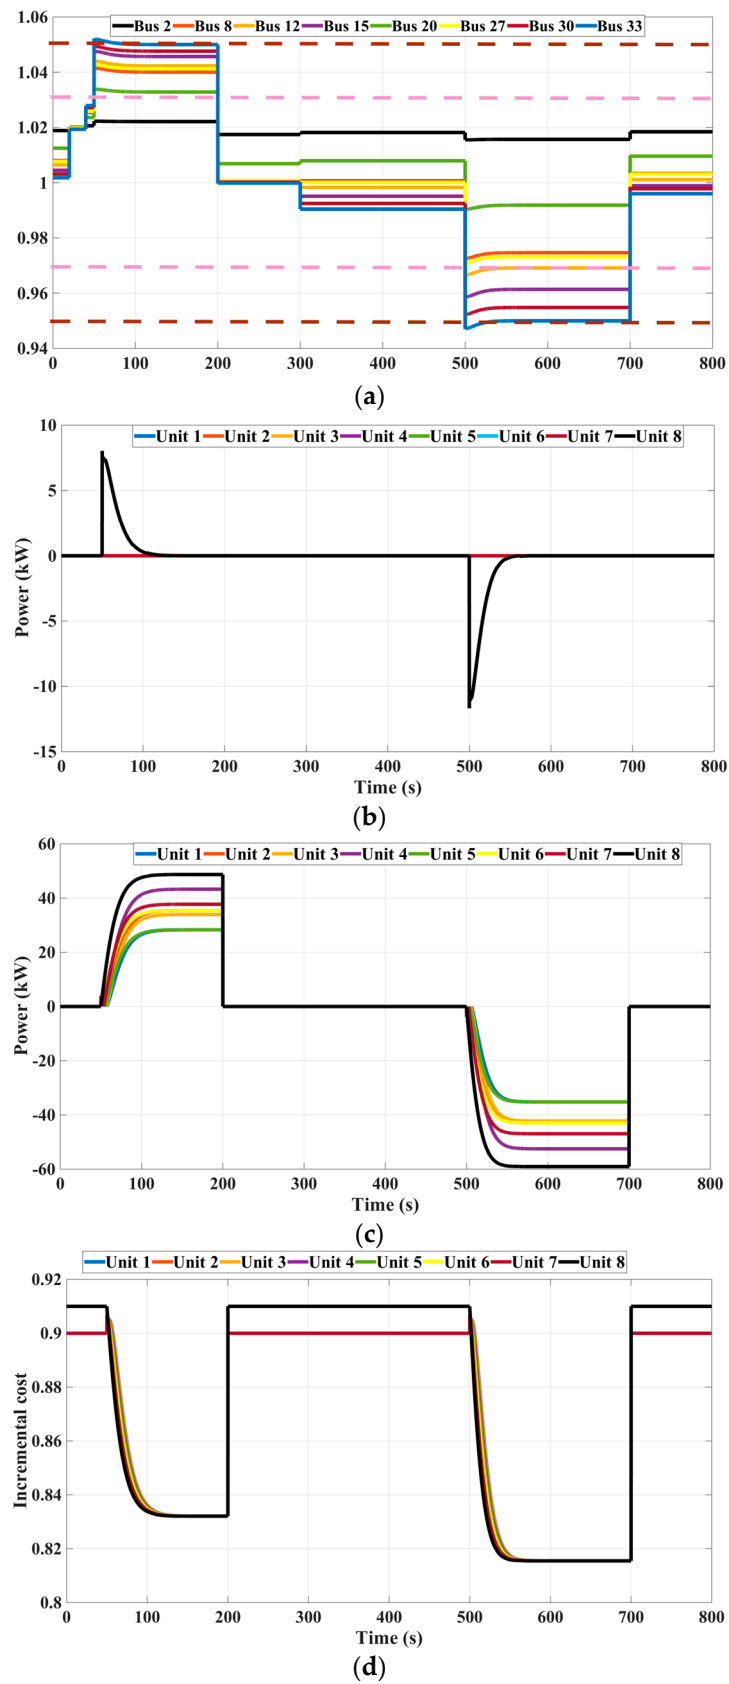 Bus 2 Bus 8 Bus 12 Bus 15 Bus 20 Bus 27 Bus 30 Bus 33
1.06
1.04
1.02
1
0.98
0.96
0.94
0 100 200 300 400 500 600 700 800
(a)
Unit 1 Unit 2 Unit 3 Unit 4 Unit 5 Unit 6 Unit 7 Unit 8
10
5
0
-5
-10
-15
Power (kW)
0 100 200 300 400 500 600 700 800
Time (s)
(b)
Unit 1 Unit 2 Unit 3 Unit 4 Unit 5 Unit 6 Unit 7 Unit 8
60
40
20
0
-20
-40
-60
Power (kW)
0 100 200 300 400 500 600 700 800
Time (s)
(c)
Unit 1 Unit 2 Unit 3 Unit 4 Unit 5 Unit 6 Unit 7 Unit 8
0.92
0.9
0.88
0.86
0.84
0.82
0.8
Incremental cost
0 100 200 300 400 500 600 700 800
Time (s)
(d)